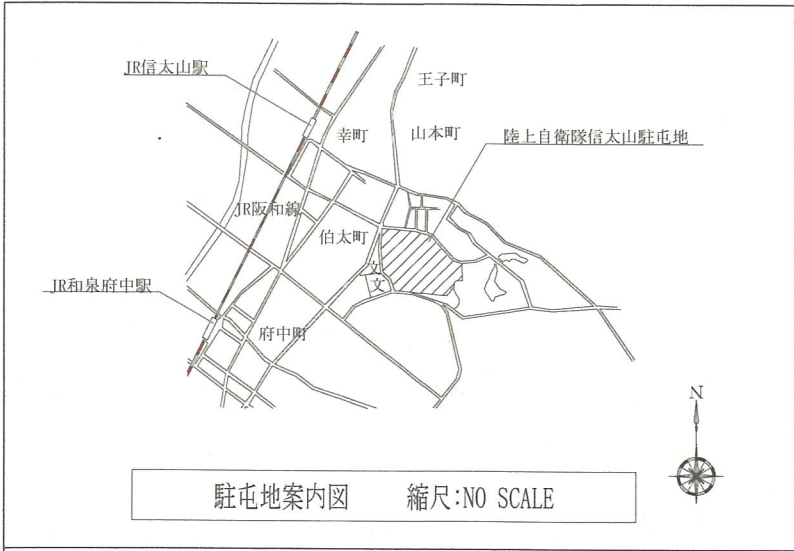 JR信太山駅
王子町
幸町
山本町
陸上自衛隊信太山駐屯地
JR阪和線
伯太町
文
文
JR和泉府中駅
府中町
N
駐屯地案内図 縮尺:NO SCALE